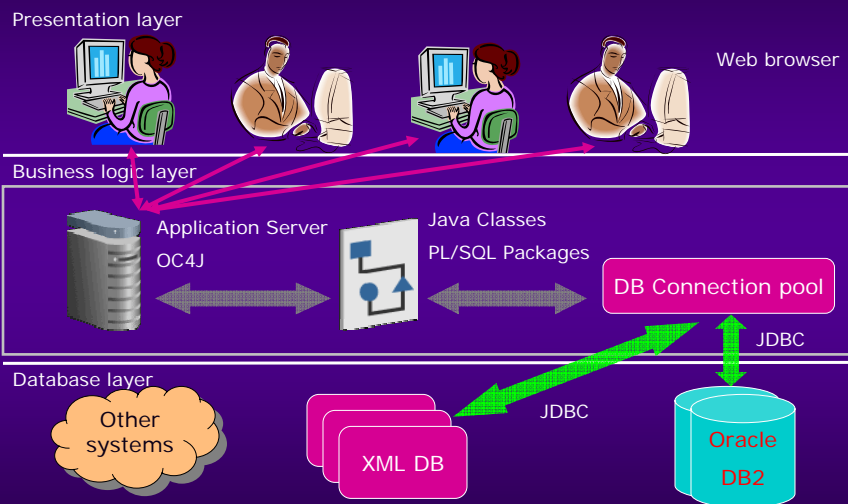 Presentation layer
Web browser
Business logic layer
Application Server
OC4J
Java Classes
PL/SQL Packages
DB Connection pool
JDBC
Database layer
Other
systems
JDBC
XML DB
Oracle
DB2